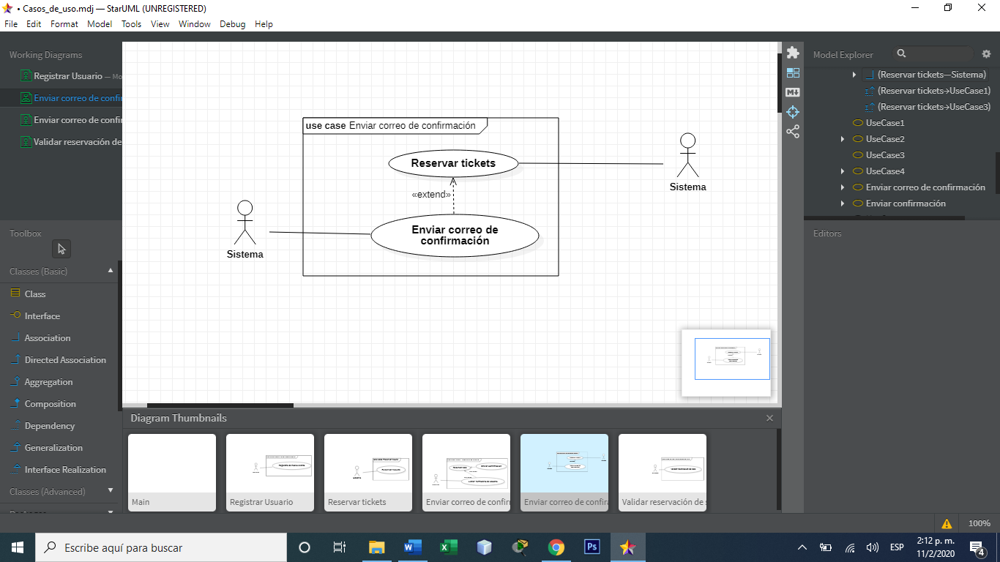 • Casos_de_uso.mdj — StarUML (UNREGISTERED)
File Edit Format Model Tools View Window Debug Help
Working Diagrams
Registrar Usuario — Mo
Enviar correo de confir
Enviar correo de confir
Validar reservación de
Toolbox
Classes (Basic)
Class
Interface
Association
Directed Association
Aggregation
Composition
Dependency
Generalization
Interface Realization
Classes (Advanced)
use case Enviar correo de confirmación
Reservar tickets
«extend»
Enviar correo de
confirmación
Sistema
Sistema
Model Explorer
(Reservar tickets—Sistema)
(Reservar tickets→UseCase1)
(Reservar tickets→UseCase3)
UseCase1
UseCase2
UseCase3
UseCase4
Enviar correo de confirmación
Enviar confirmación
Editors
Diagram Thumbnails
Main
Registrar Usuario
Reservar tickets
Enviar correo de confirm
Enviar correo de confirma
Validar reservación de s
100%
Escribe aquí para buscar
ESP
2:12 p. m.
11/2/2020
4